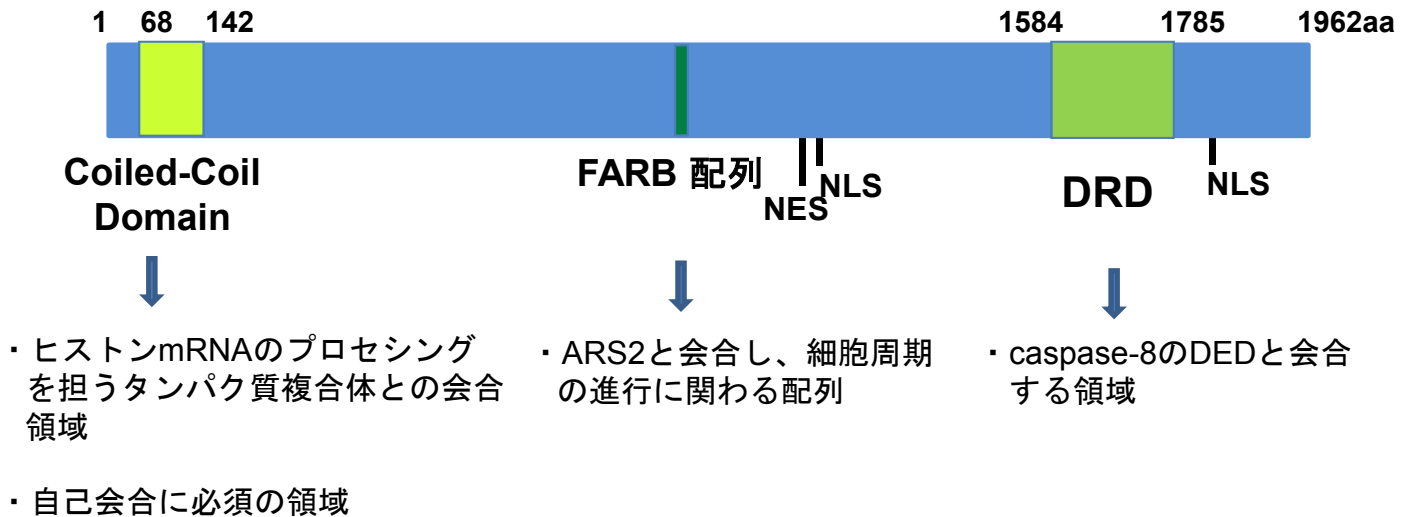 1 68 142 1584 1785 1962aa
Coiled-Coil
Domain
FARB 配列
NES
NLS
DRD
NLS
・ヒストンmRNAのプロセシング
を担うタンパク質複合体との会合
領域
・自己会合に必須の領域
・ARS2と会合し、細胞周期
の進行に関わる配列
・caspase-8のDEDと会合
する領域